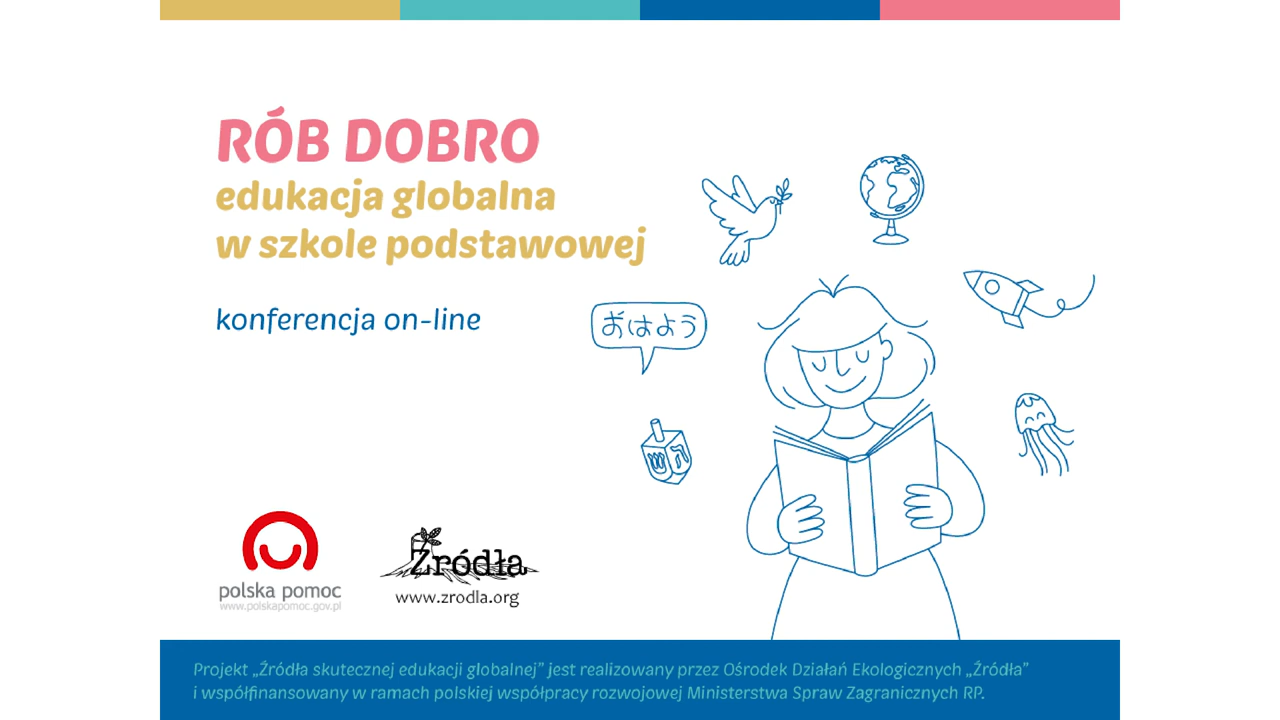 RÓB DOBRO
edukacja globalna
w szkole podstawowej
konferencja on-line
おはよう
ש ה
polska pomoc
www.polskapomoc.gov.pl
Źródła
www.zrodla.org
Projekt „Źródła skutecznej edukacji globalnej” jest realizowany przez Ośrodek Działań Ekologicznych „Źródła”
i współfinansowany w ramach polskiej współpracy rozwojowej Ministerstwa Spraw Zagranicznych RP.